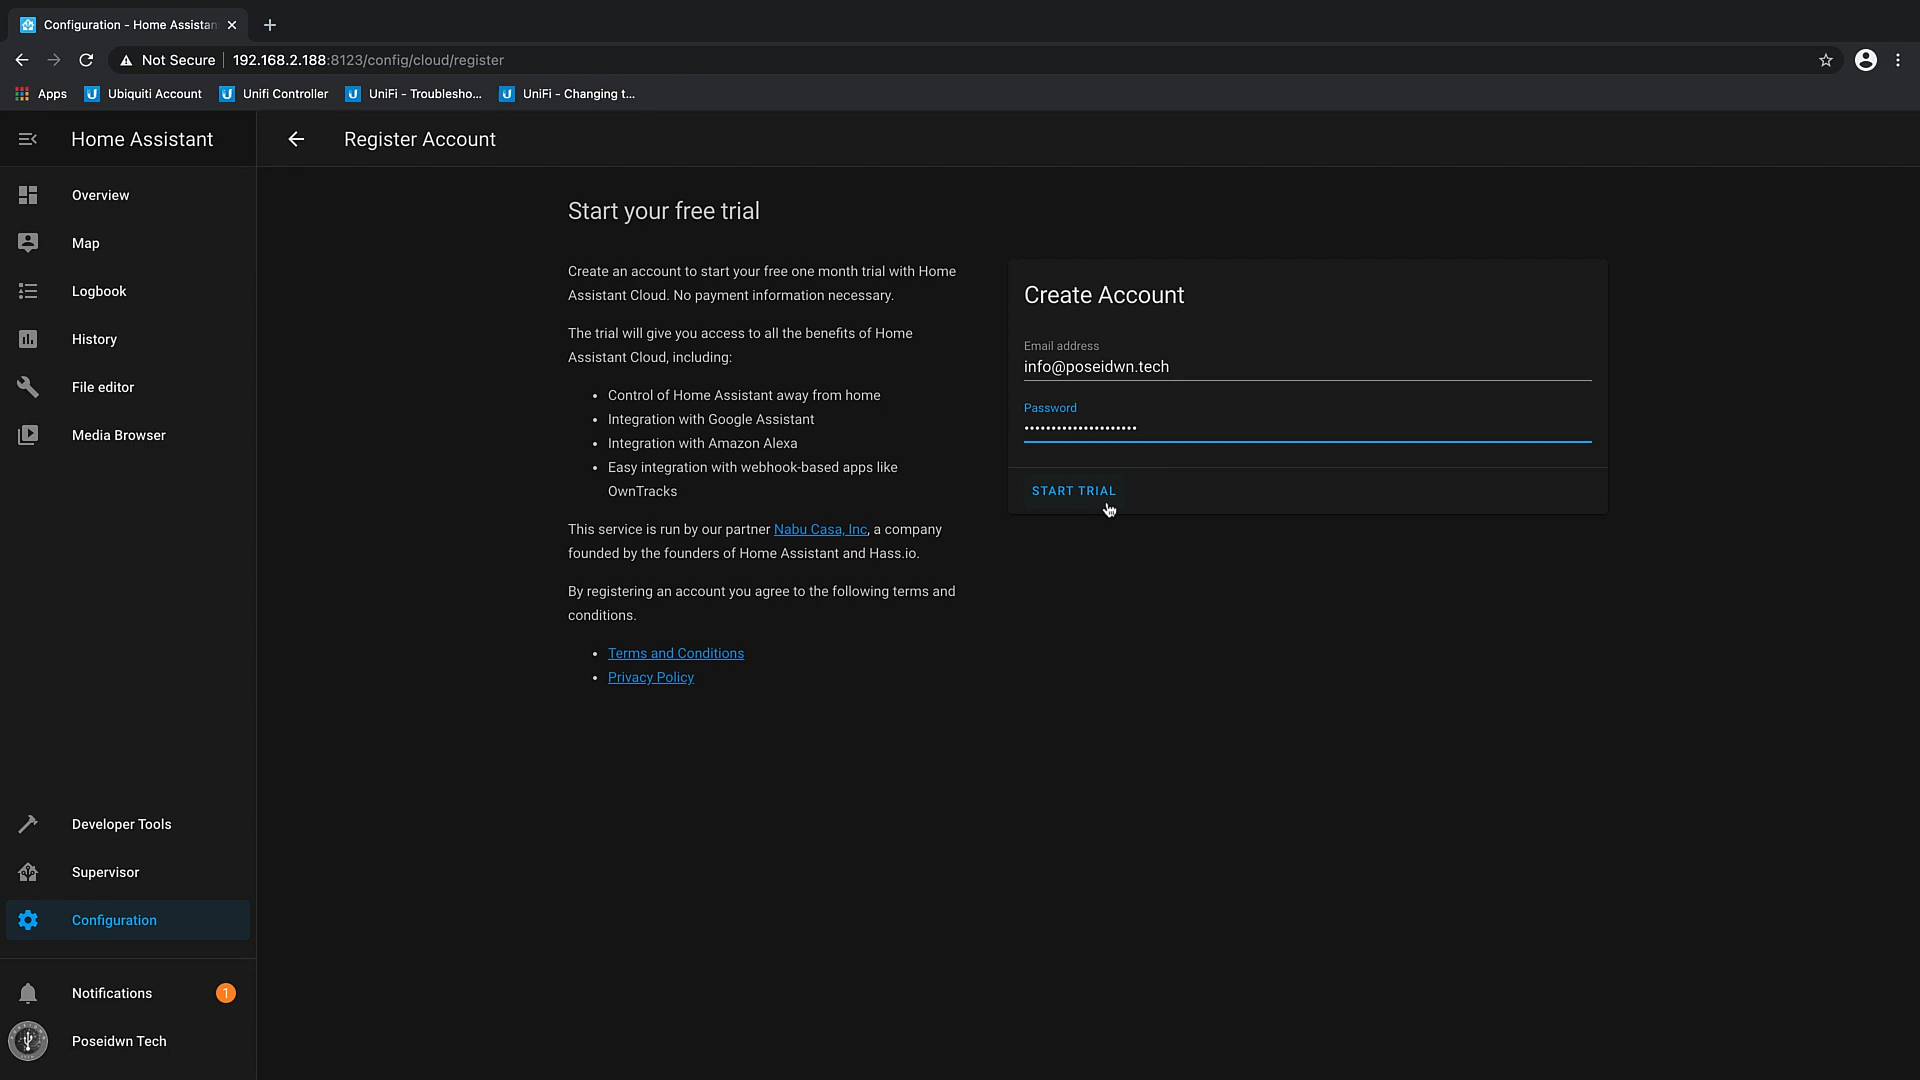 Configuration - Home Assistan
Not Secure
192.168.2.188:8123/config/cloud/register
Apps
Ubiquiti Account
Unifi Controller
UniFi - Troublesho...
UniFi - Changing t...
Home Assistant
Register Account
Overview
Map
Logbook
History
File editor
Media Browser
Developer Tools
Supervisor
Configuration
Notifications
1
Poseidwn Tech
Start your free trial
Create an account to start your free one month trial with Home
Assistant Cloud. No payment information necessary.
The trial will give you access to all the benefits of Home
Assistant Cloud, including:
• Control of Home Assistant away from home
• Integration with Google Assistant
• Integration with Amazon Alexa
• Easy integration with webhook-based apps like
OwnTracks
This service is run by our partner Nabu Casa, Inc, a company
founded by the founders of Home Assistant and Hass.io.
By registering an account you agree to the following terms and
conditions.
• Terms and Conditions
• Privacy Policy
Create Account
Email address
info@poseidwn.tech
Password
•••••••••••••••••••••
START TRIAL